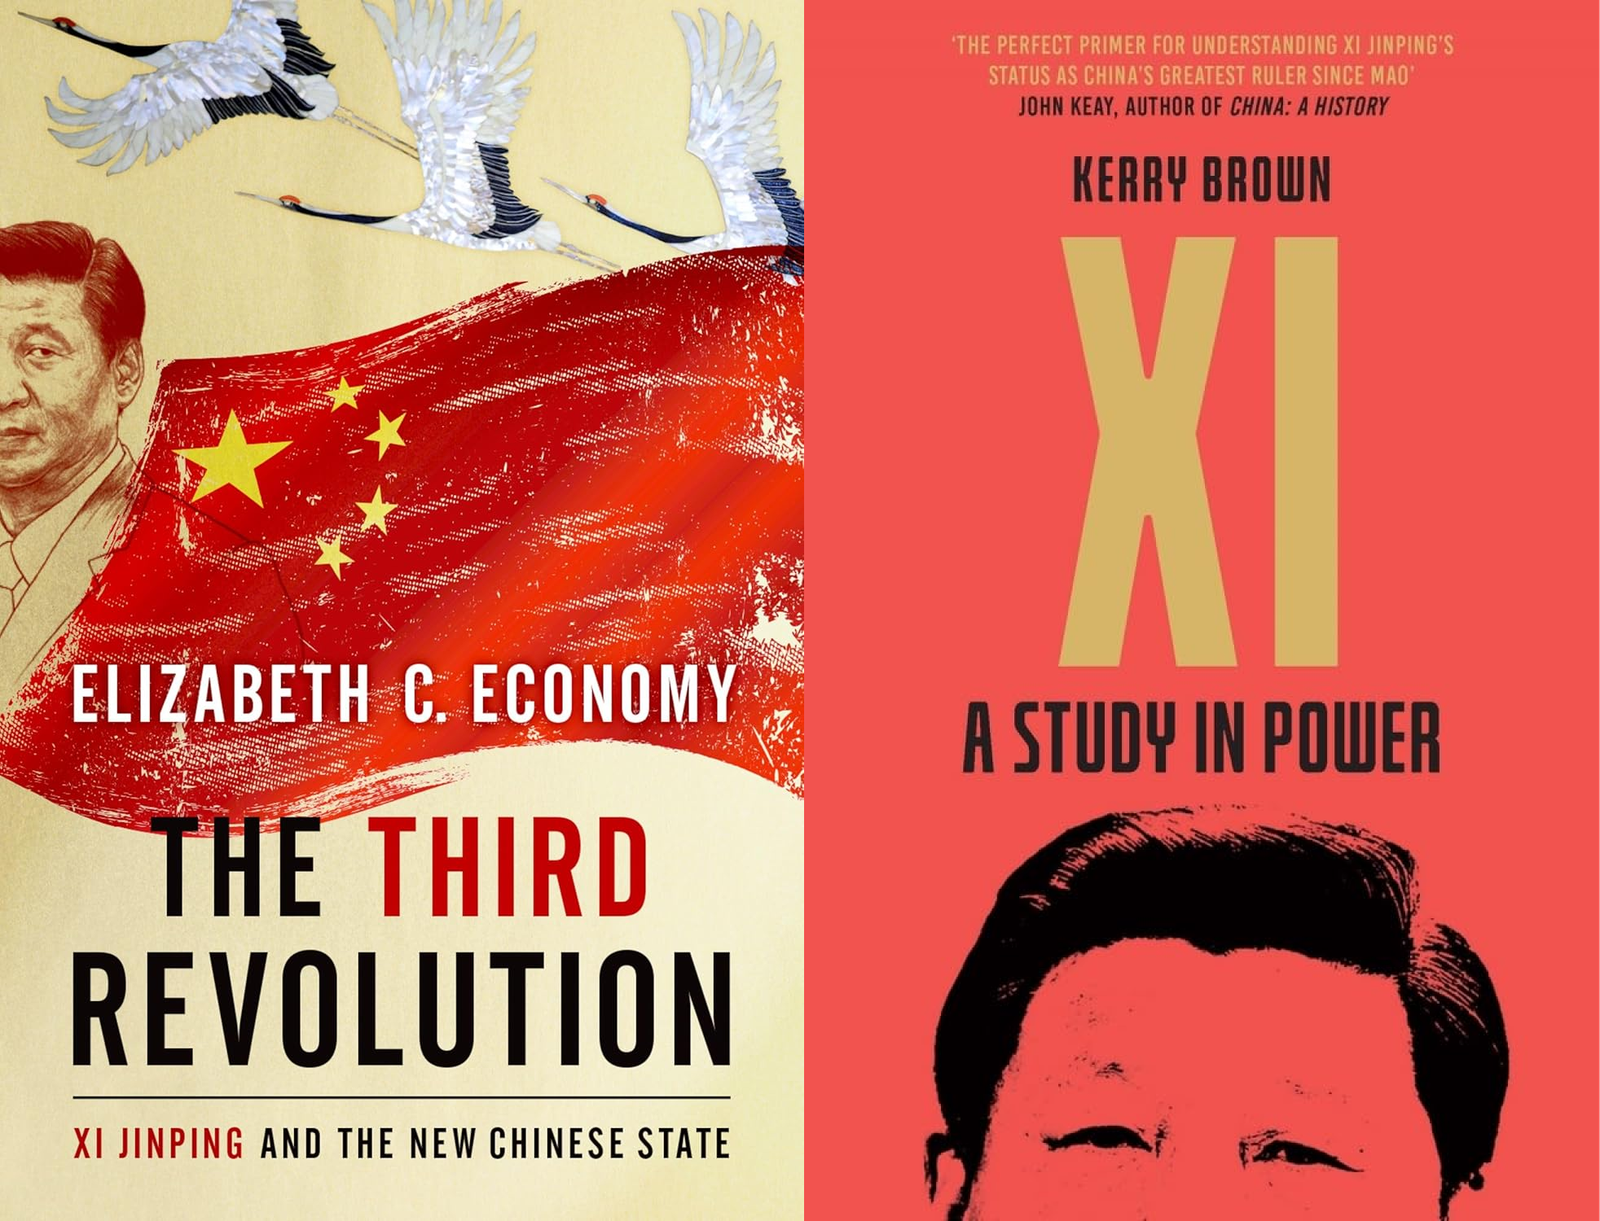 ELIZABETH C. ECONOMY
THE THIRD
REVOLUTION
XI JINPING AND THE NEW CHINESE STATE
‘THE PERFECT PRIMER FOR UNDERSTANDING XI JINPING’S
STATUS AS CHINA’S GREATEST RULER SINCE MAO’
JOHN KEAY, AUTHOR OF CHINA: A HISTORY
KERRY BROWN
XI
A STUDY IN POWER